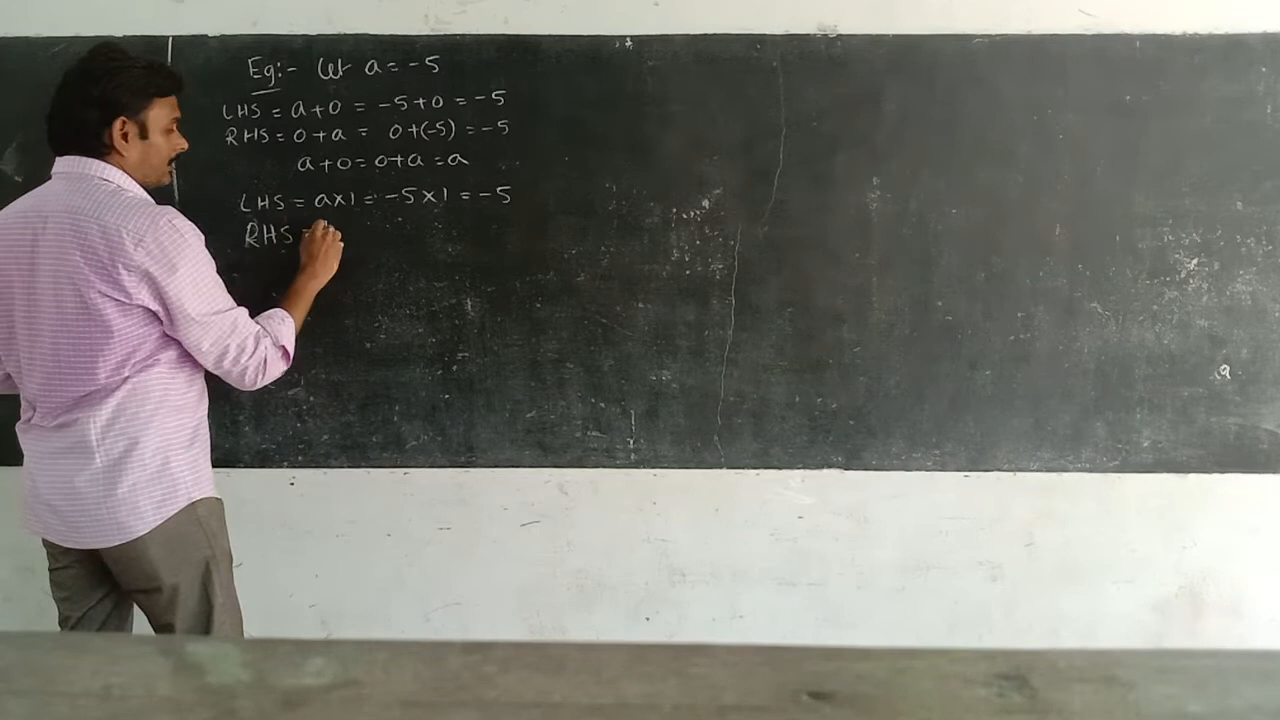 Eg:- Let a = -5
LHS = a+0 = -5+0 = -5
RHS = 0+a = 0+(-5) = -5
a+0=0+a=a
LHS = a×1 = -5×1 = -5
RHS =
a